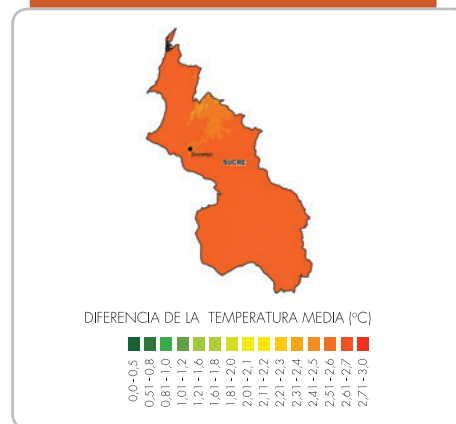 Sincelejo
SUCRE
DIFERENCIA DE LA TEMPERATURA MEDIA (°C)
0,0 - 0,5
0,51 - 0,8
0,81 - 1,0
1,01 - 1,2
1,21 - 1,6
1,61 - 1,8
1,81 - 2,0
2,01 - 2,1
2,11 - 2,2
2,21 - 2,3
2,31 - 2,4
2,41 - 2,5
2,51 - 2,6
2,61 - 2,7
2,71 - 3,0